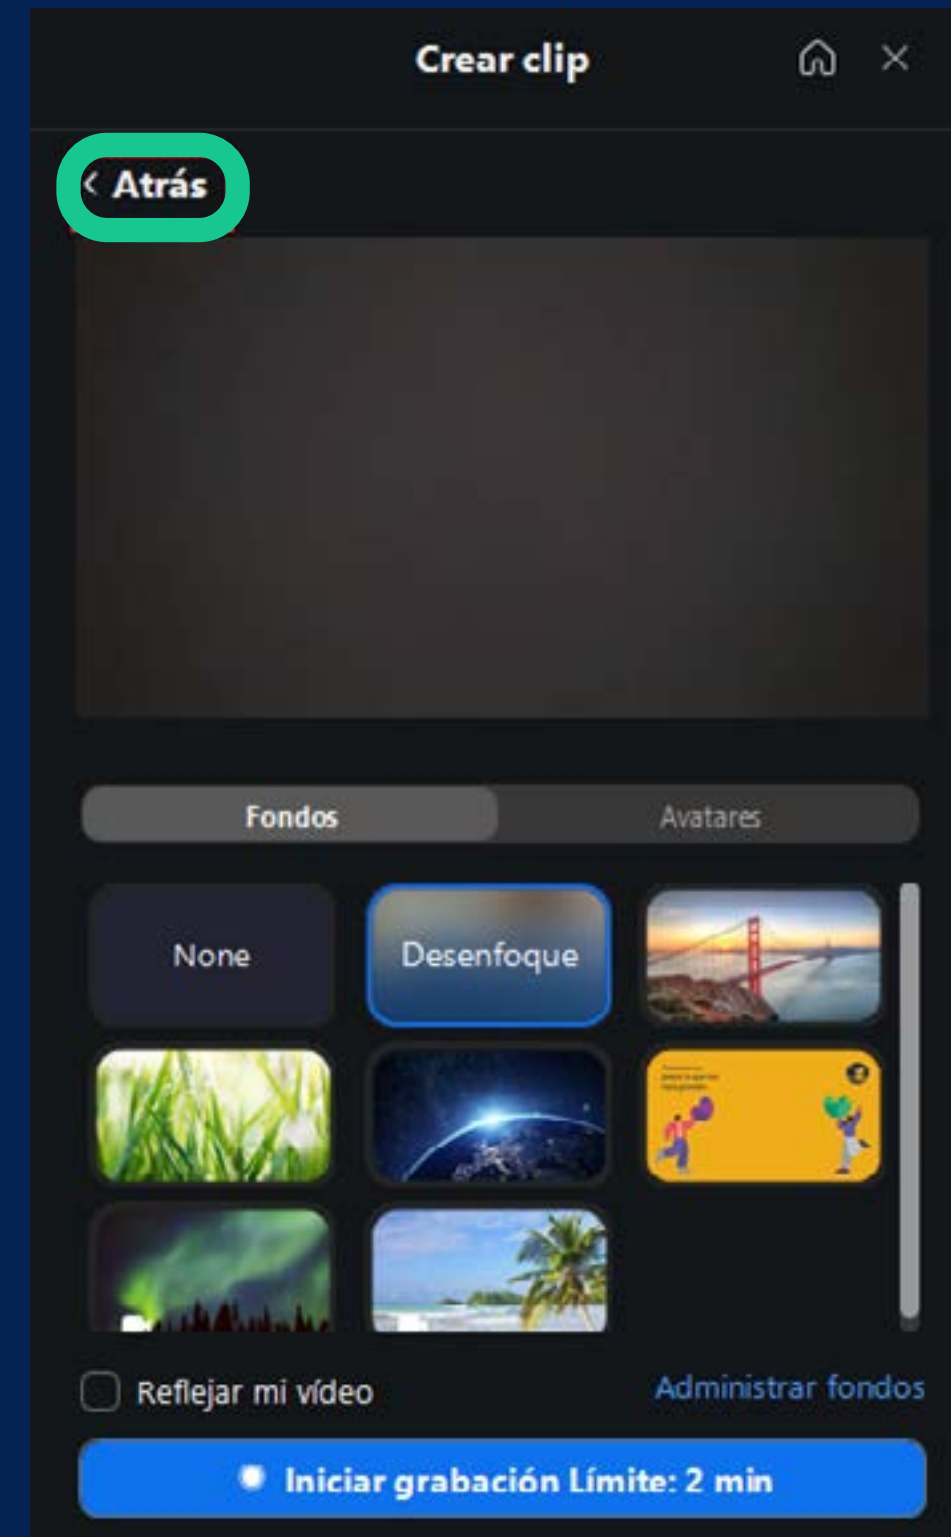 Crear clip
Atrás
Fondos
Avatares
None
Desenfoque
Reflejar mi vídeo
Administrar fondos
Iniciar grabación Límite: 2 min